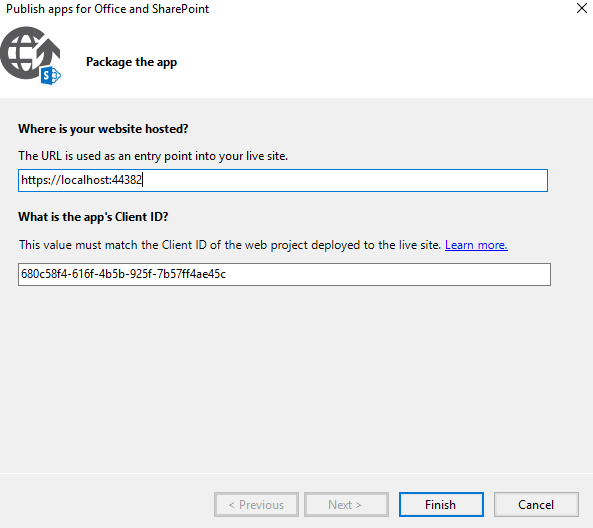 Publish apps for Office and SharePoint
S
Package the app
Where is your website hosted?
The URL is used as an entry point into your live site.
https://localhost:44382
What is the app's Client ID?
This value must match the Client ID of the web project deployed to the live site. Learn more.
680c58f4-616f-4b5b-925f-7b57ff4ae45c
< Previous Next > Finish Cancel